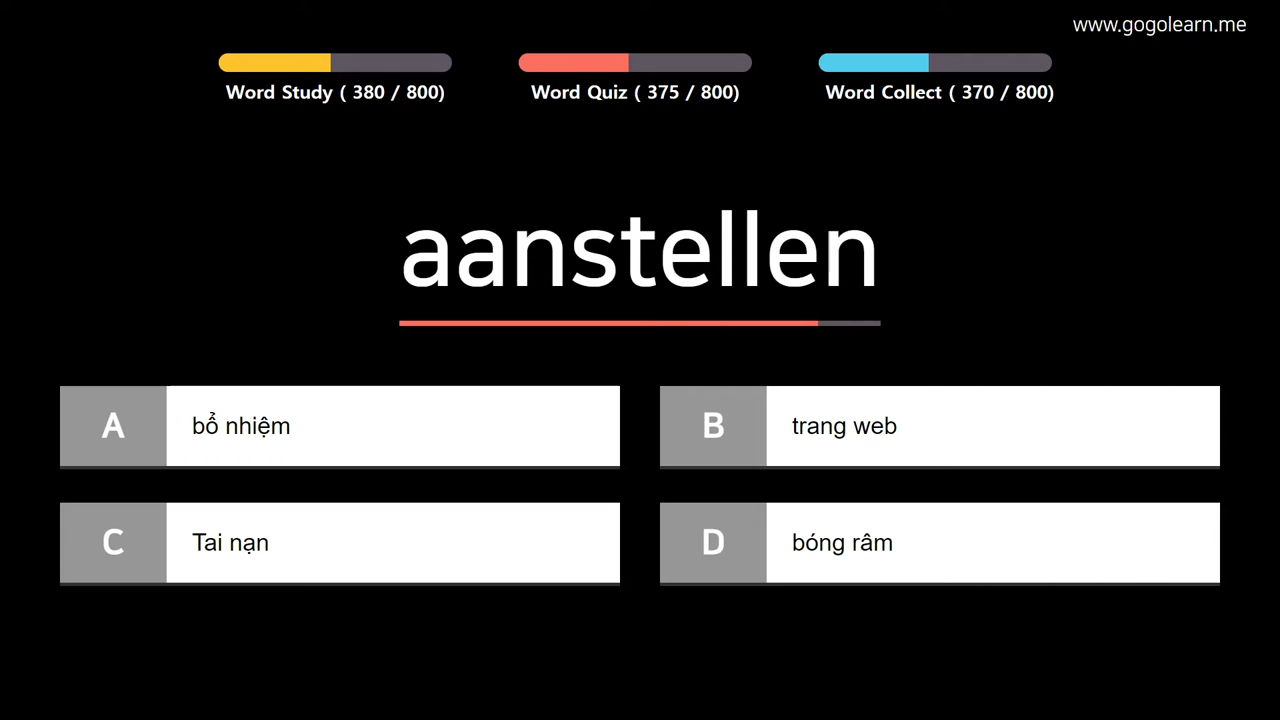 www.gogolearn.me
Word Study ( 380 / 800)
Word Quiz ( 375 / 800)
Word Collect ( 370 / 800)
aanstellen
A bổ nhiệm
B trang web
C Tai nạn
D bóng râm